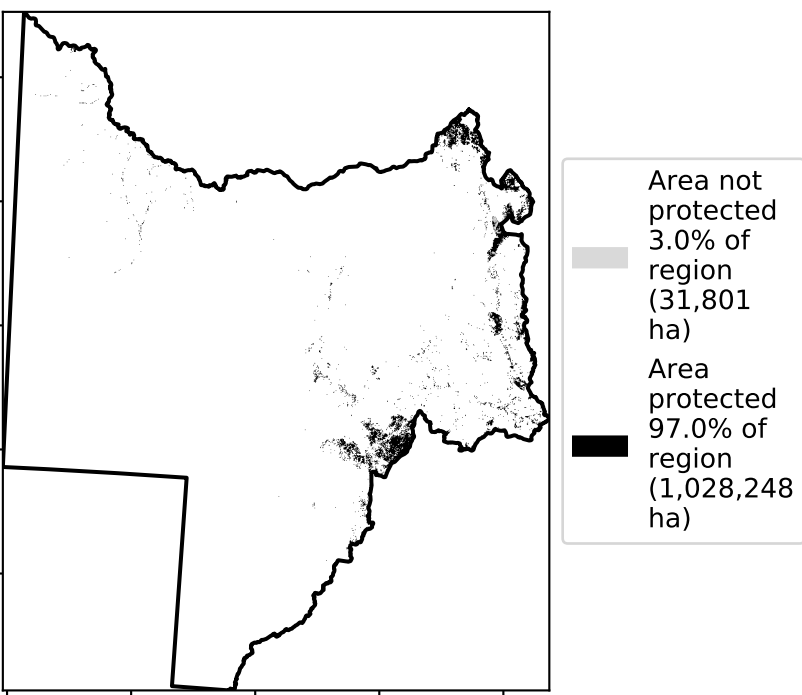 Area not
protected
3.0% of
region
(31,801
ha)
Area
protected
97.0% of
region
(1,028,248
ha)